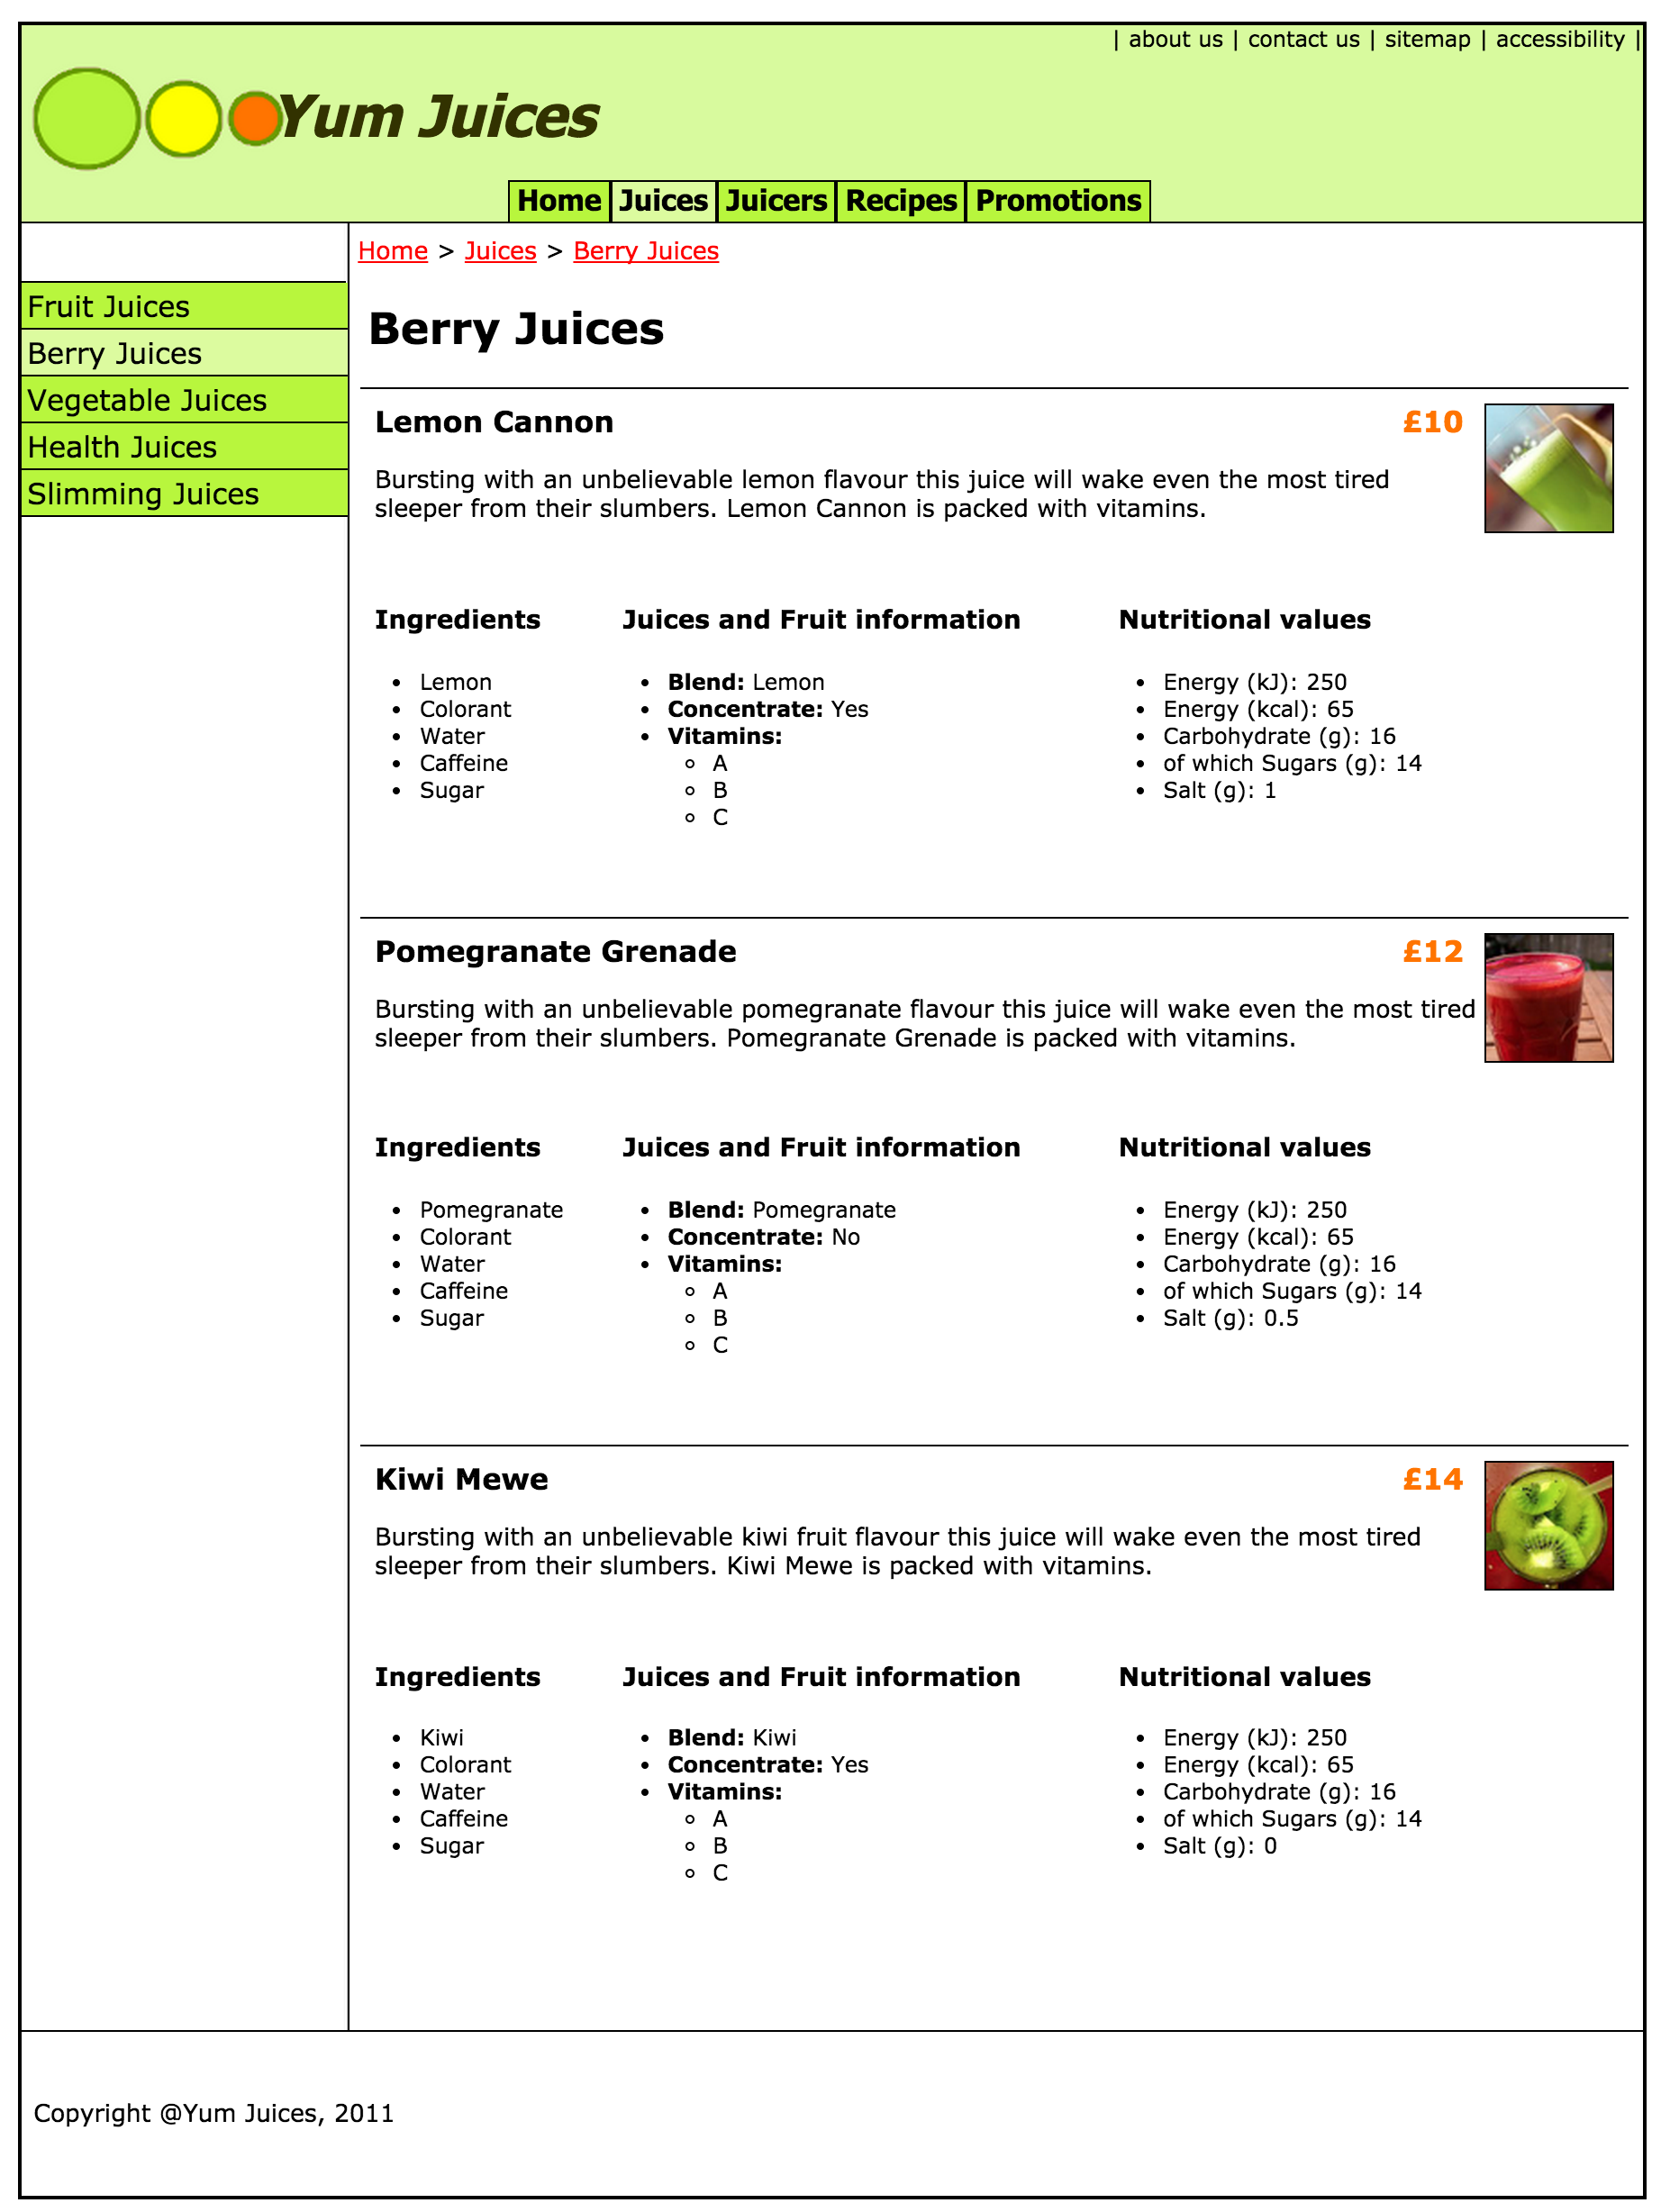 | about us | contact us | sitemap | accessibility |
Yum Juices
Home Juices Juicers Recipes Promotions
Home > Juices > Berry Juices
Fruit Juices
Berry Juices
Vegetable Juices
Health Juices
Slimming Juices
Berry Juices
Lemon Cannon £10
Bursting with an unbelievable lemon flavour this juice will wake even the most tired
sleeper from their slumbers. Lemon Cannon is packed with vitamins.
Ingredients
• Lemon
• Colorant
• Water
• Caffeine
• Sugar
Juices and Fruit information
• Blend: Lemon
• Concentrate: Yes
• Vitamins:
◦ A
◦ B
◦ C
Nutritional values
• Energy (kJ): 250
• Energy (kcal): 65
• Carbohydrate (g): 16
• of which Sugars (g): 14
• Salt (g): 1
Pomegranate Grenade £12
Bursting with an unbelievable pomegranate flavour this juice will wake even the most tired
sleeper from their slumbers. Pomegranate Grenade is packed with vitamins.
Ingredients
• Pomegranate
• Colorant
• Water
• Caffeine
• Sugar
Juices and Fruit information
• Blend: Pomegranate
• Concentrate: No
• Vitamins:
◦ A
◦ B
◦ C
Nutritional values
• Energy (kJ): 250
• Energy (kcal): 65
• Carbohydrate (g): 16
• of which Sugars (g): 14
• Salt (g): 0.5
Kiwi Mewe £14
Bursting with an unbelievable kiwi fruit flavour this juice will wake even the most tired
sleeper from their slumbers. Kiwi Mewe is packed with vitamins.
Ingredients
• Kiwi
• Colorant
• Water
• Caffeine
• Sugar
Juices and Fruit information
• Blend: Kiwi
• Concentrate: Yes
• Vitamins:
◦ A
◦ B
◦ C
Nutritional values
• Energy (kJ): 250
• Energy (kcal): 65
• Carbohydrate (g): 16
• of which Sugars (g): 14
• Salt (g): 0
Copyright @Yum Juices, 2011